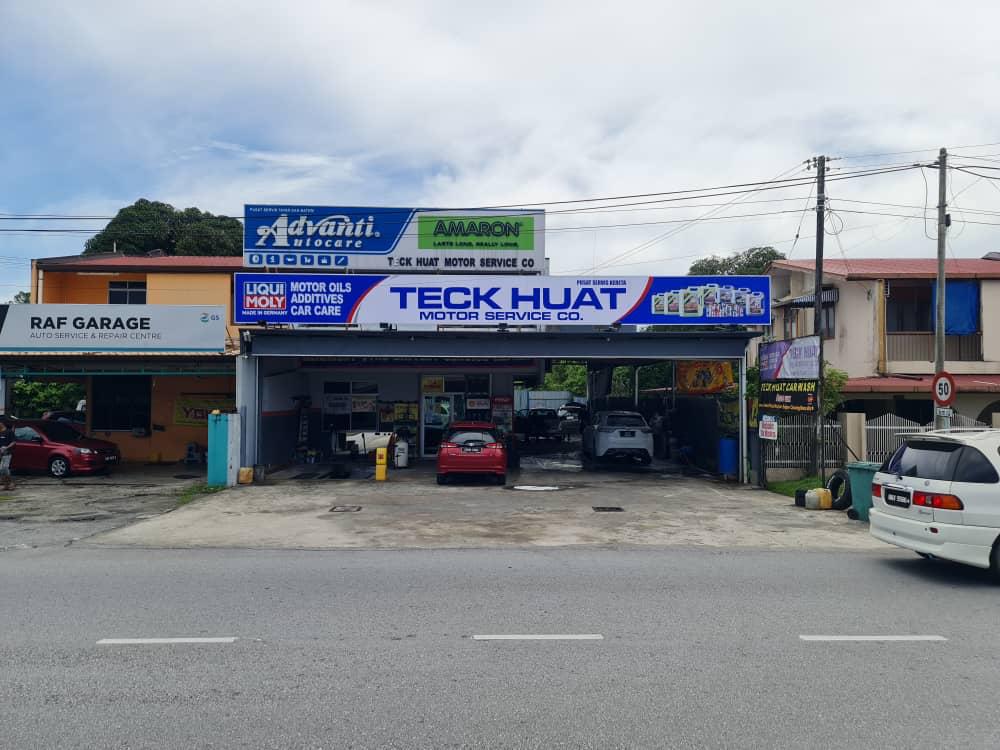 PUSAT SERVIS TAYAR DAN BATERI
Advanti
Autocare
AMARON
LASTS LONG, REALLY LONG.
TECK HUAT MOTOR SERVICE CO
LIQUI
MOLY
MADE IN GERMANY
MOTOR OILS
ADDITIVES
CAR CARE
PUSAT SERVIS KERETA
TECK HUAT
MOTOR SERVICE CO.
RAF GARAGE
AUTO SERVICE & REPAIR CENTRE
GS
TECK HUAT CAR WASH
50